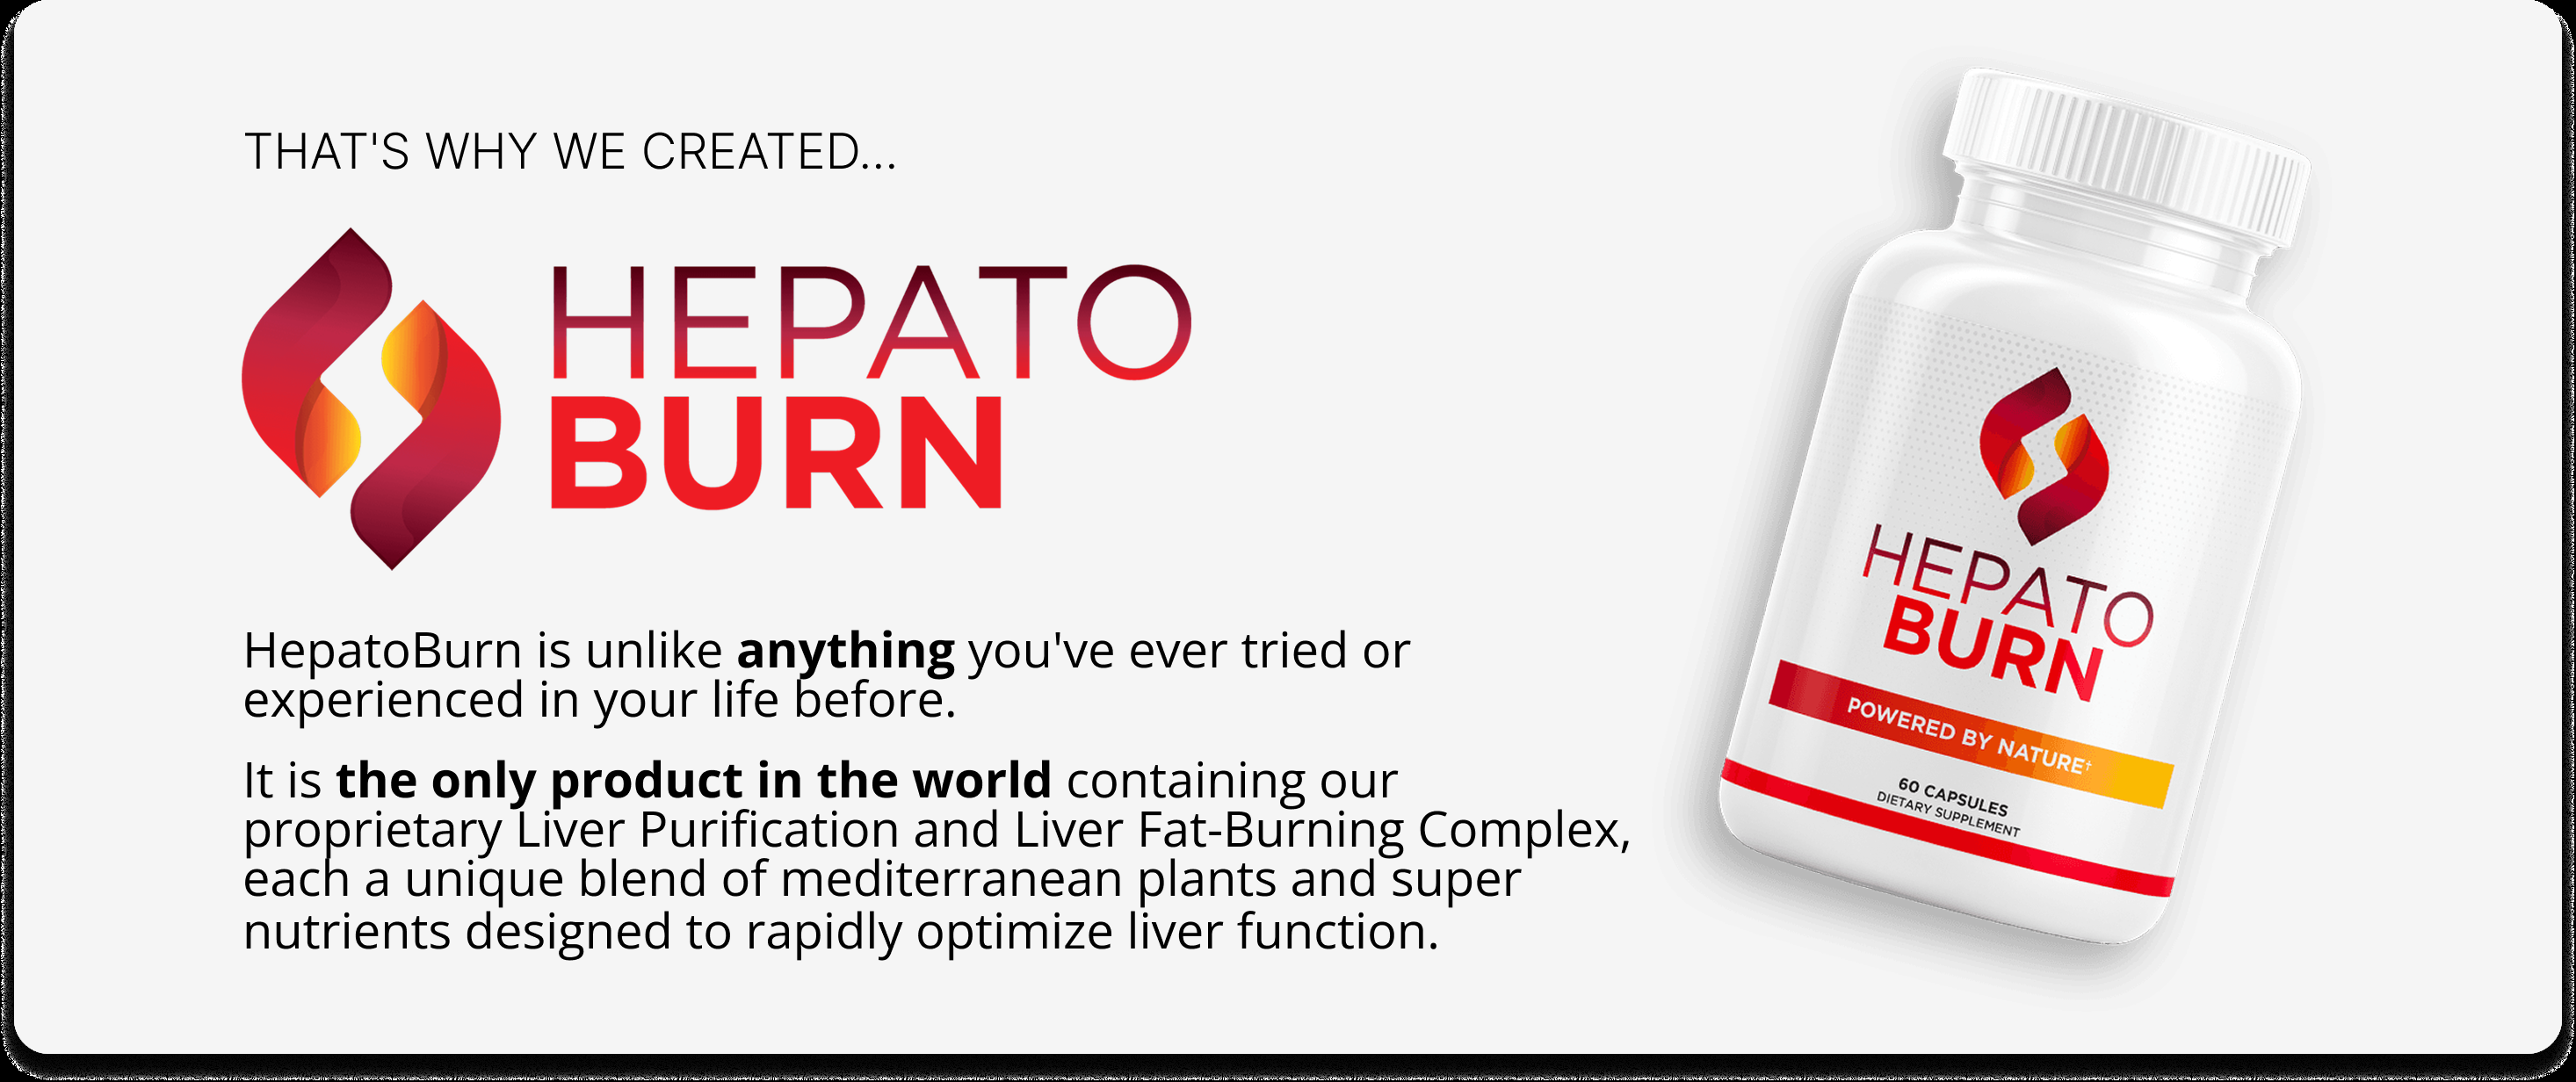 THAT'S WHY WE CREATED...
HEPATO
BURN
HepatoBurn is unlike anything you've ever tried or
experienced in your life before.
It is the only product in the world containing our
proprietary Liver Purification and Liver Fat-Burning Complex,
each a unique blend of mediterranean plants and super
nutrients designed to rapidly optimize liver function.
HEPATO
BURN
POWERED BY NATURE†
60 CAPSULES
DIETARY SUPPLEMENT